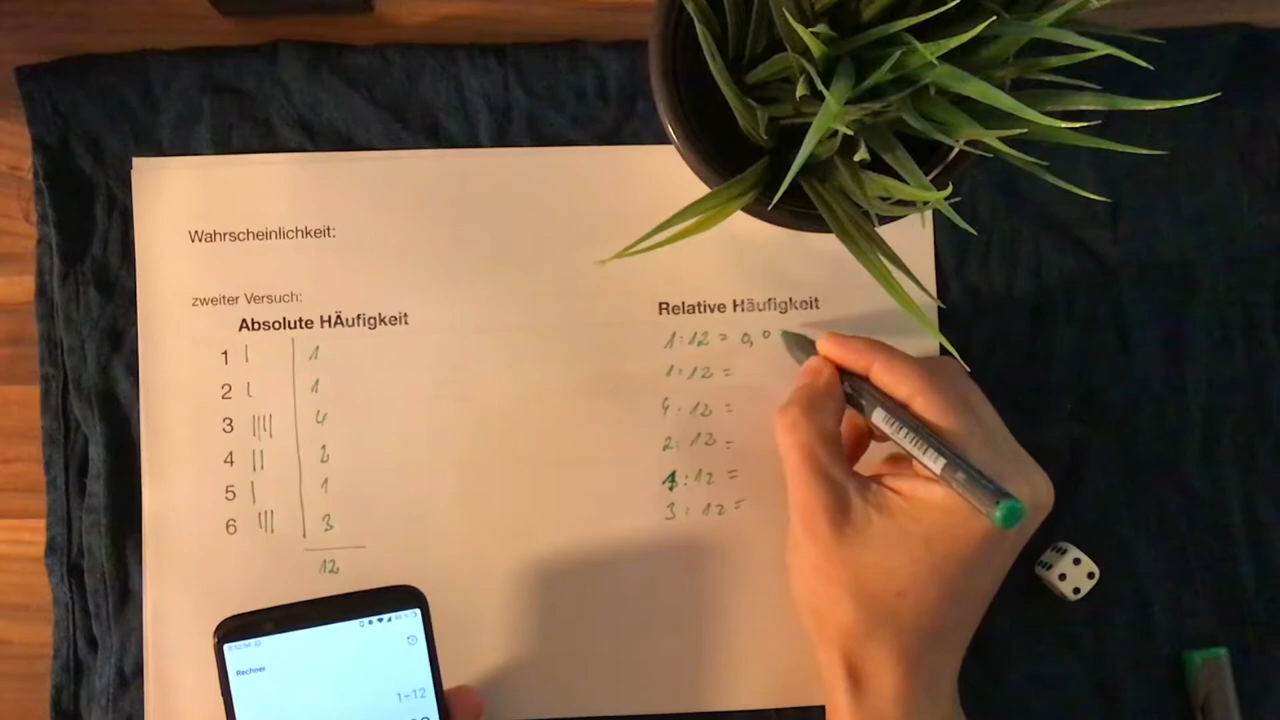 Wahrscheinlichkeit:
zweiter Versuch:
Absolute HÄufigkeit
1 | 1
2 | 1
3 |||| 4
4 || 2
5 | 1
6 ||| 3
12
Relative Häufigkeit
1:12 = 0,0
1:12 =
4:12 =
2:12 =
1:12 =
3:12 =
Rechner
1÷12